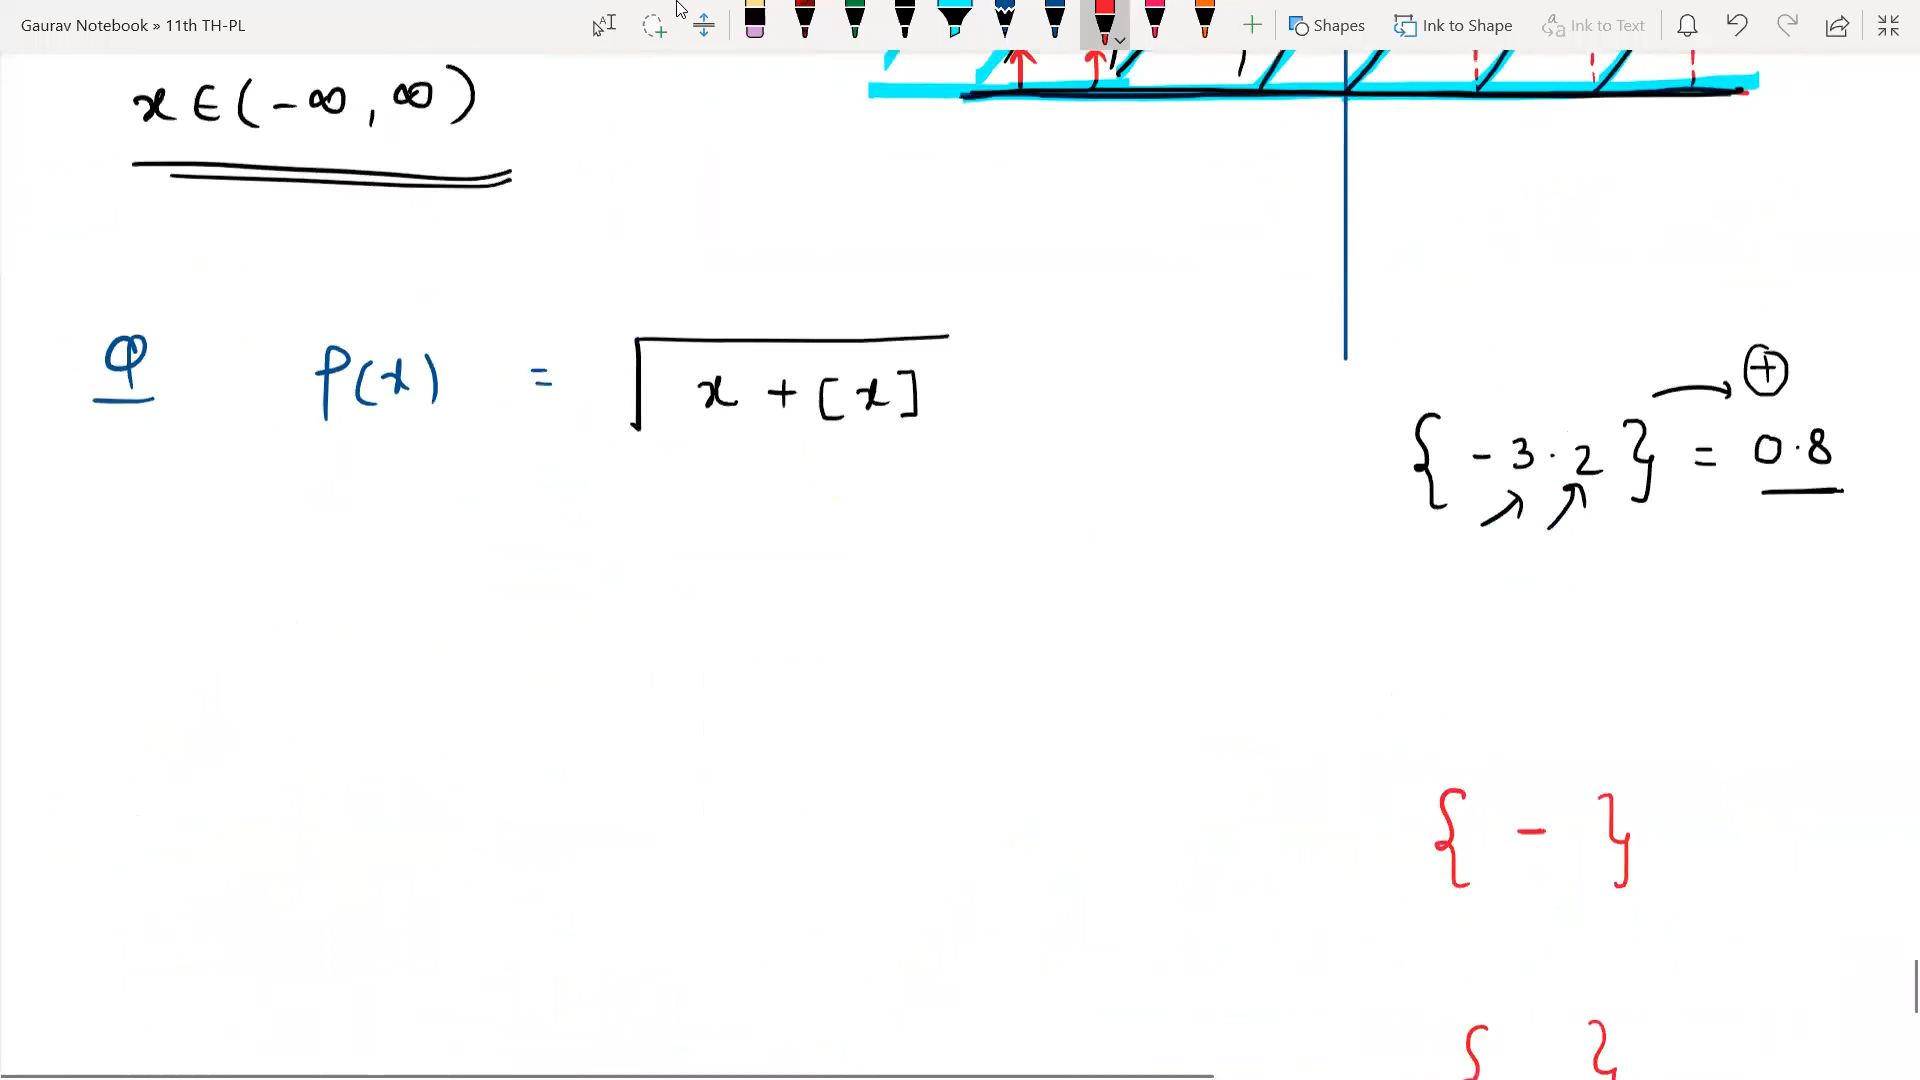 Gaurav Notebook » 11th TH-PL
Shapes
Ink to Shape
Ink to Text
x ∈ (-∞, ∞)
Q P(x) = √x + [x]
+
{ -3.2 } = 0.8
{ - }
{ }